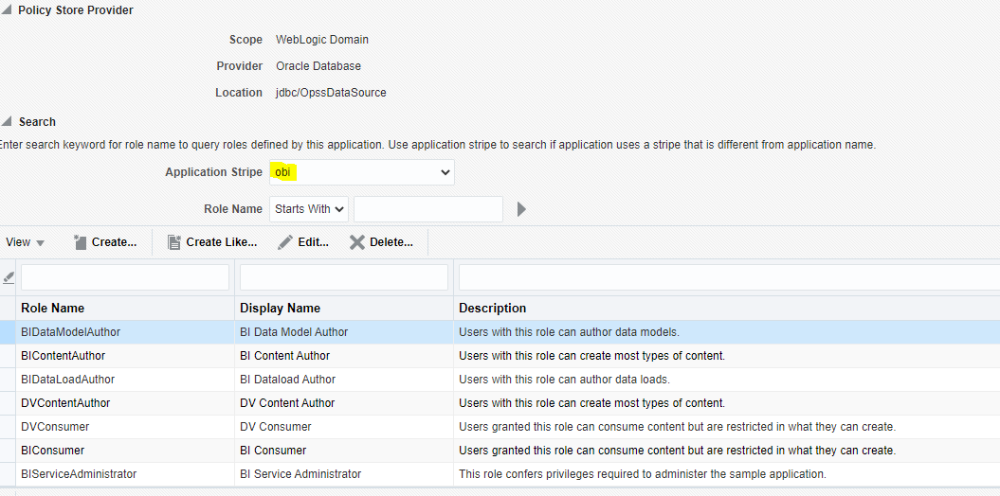 Policy Store Provider
Scope WebLogic Domain
Provider Oracle Database
Location jdbc/OpssDataSource
Search
Enter search keyword for role name to query roles defined by this application. Use application stripe to search if application uses a stripe that is different from application name.
Application Stripe obi
Role Name Starts With
View Create... Create Like... Edit... Delete...
Role Name Display Name Description
BIDataModelAuthor BI Data Model Author Users with this role can author data models.
BIContentAuthor BI Content Author Users with this role can create most types of content.
BIDataLoadAuthor BI Dataload Author Users with this role can author data loads.
DVContentAuthor DV Content Author Users with this role can create most types of content.
DVConsumer DV Consumer Users granted this role can consume content but are restricted in what they can create.
BIConsumer BI Consumer Users granted this role can consume content but are restricted in what they can create.
BIServiceAdministrator BI Service Administrator This role confers privileges required to administer the sample application.